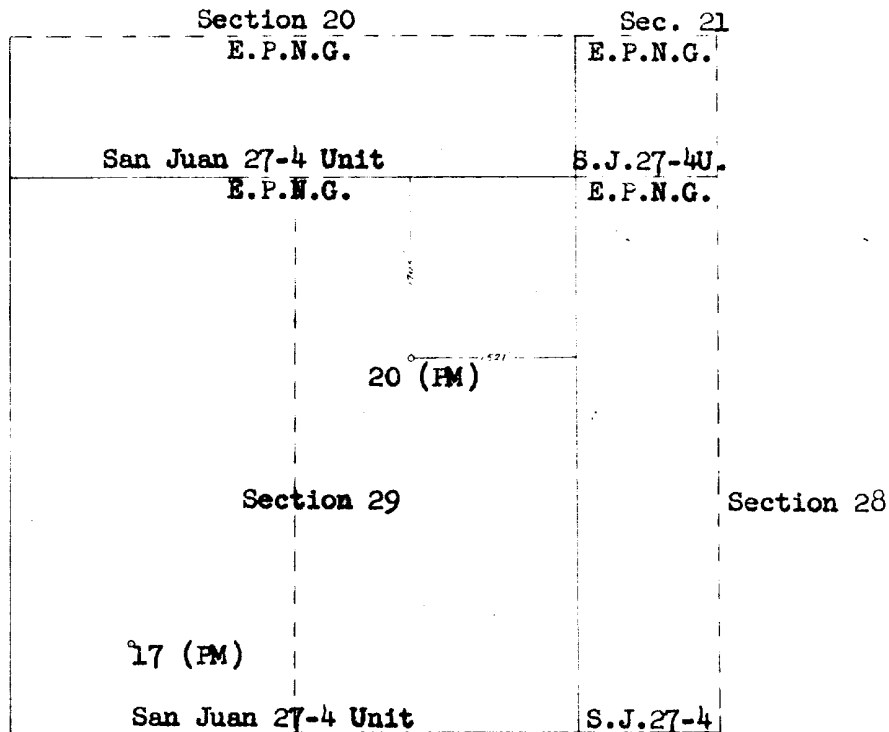 Section 20
Sec. 21
E.P.N.G.
E.P.N.G.
San Juan 27-4 Unit
S.J.27-4U.
E.P.N.G.
E.P.N.G.
1521
20 (PM)
Section 29
Section 28
17 (PM)
San Juan 27-4 Unit
S.J.27-4